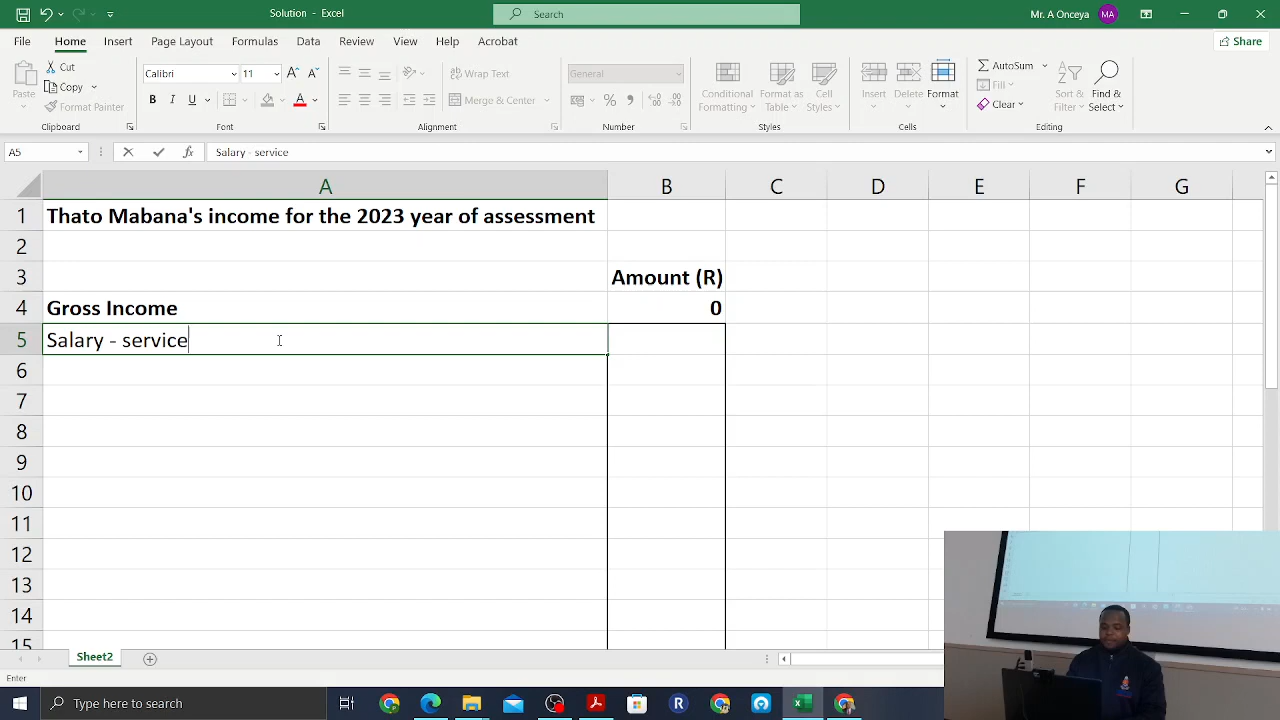 Solution - Excel
Search
Mr. A Onceya
MA
File Home Insert Page Layout Formulas Data Review View Help Acrobat
Share
Paste
Cut
Copy
Format Painter
Clipboard
Calibri 11
B I U
Font
Wrap Text
Merge & Center
Alignment
General
Number
Conditional Formatting
Format as Table
Cell Styles
Styles
Insert Delete Format
Cells
AutoSum
Fill
Clear
Sort & Filter
Find & Select
Editing
A5
fx
Salary - service
A B C D E F G
1 Thato Mabana's income for the 2023 year of assessment
2
3 Amount (R)
4 Gross Income 0
5 Salary - service
6
7
8
9
10
11
12
13
14
15
Sheet2
Enter
Type here to search